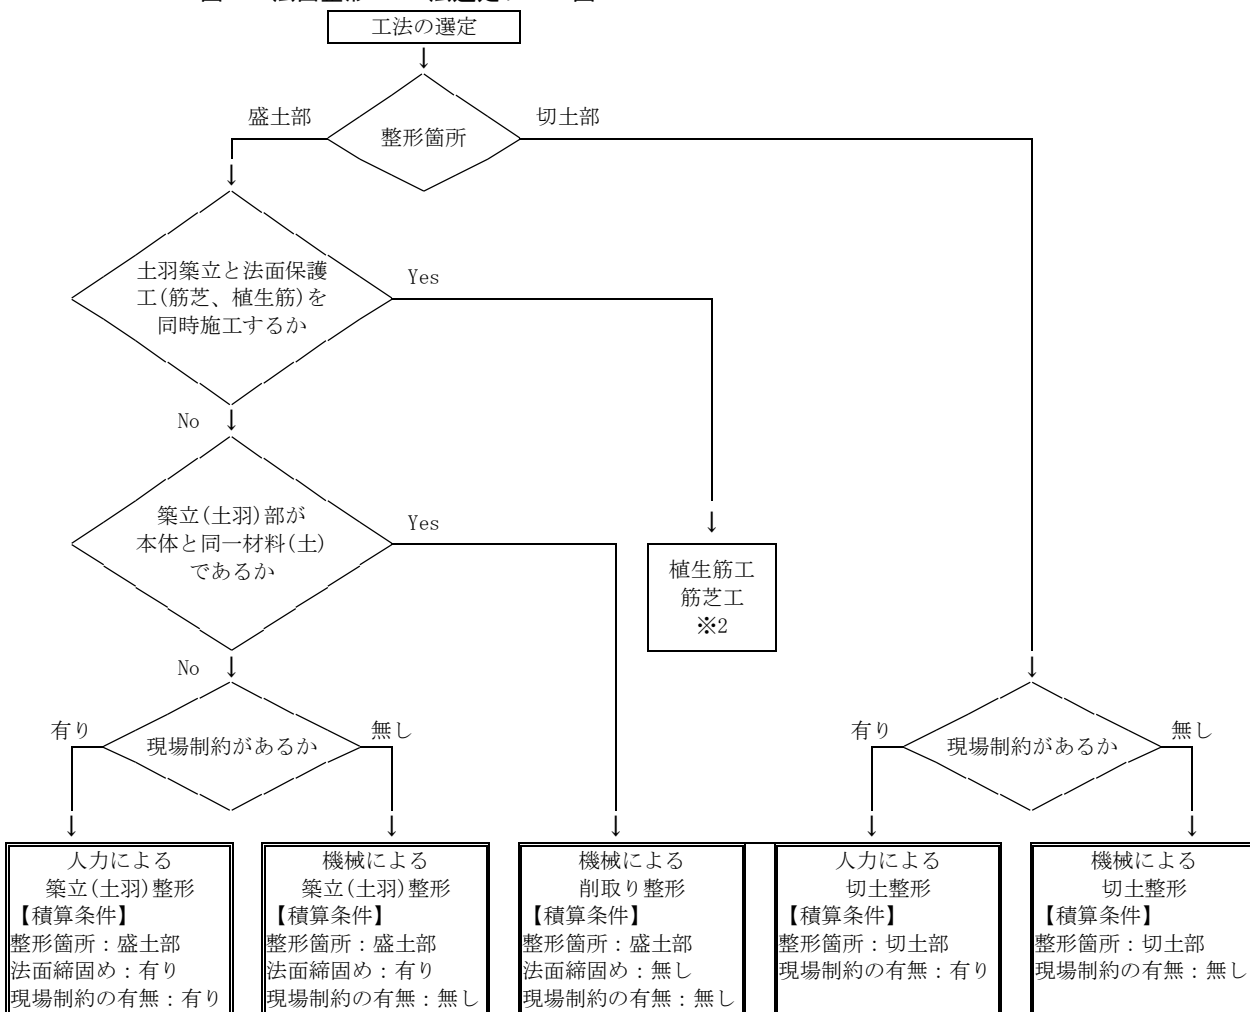 工法の選定
盛土部
切土部
整形箇所
土羽築立と法面保護
工(筋芝、植生筋)を
同時施工するか
Yes
No
築立(土羽)部が
本体と同一材料(土)
であるか
Yes
植生筋工
筋芝工
※2
No
有り
現場制約があるか
無し
有り
現場制約があるか
無し
人力による
築立(土羽)整形
【積算条件】
整形箇所：盛土部
法面締固め：有り
現場制約の有無：有り
機械による
築立(土羽)整形
【積算条件】
整形箇所：盛土部
法面締固め：有り
現場制約の有無：無し
機械による
削取り整形
【積算条件】
整形箇所：盛土部
法面締固め：無し
現場制約の有無：無し
人力による
切土整形
【積算条件】
整形箇所：切土部
現場制約の有無：有り
機械による
切土整形
【積算条件】
整形箇所：切土部
現場制約の有無：無し